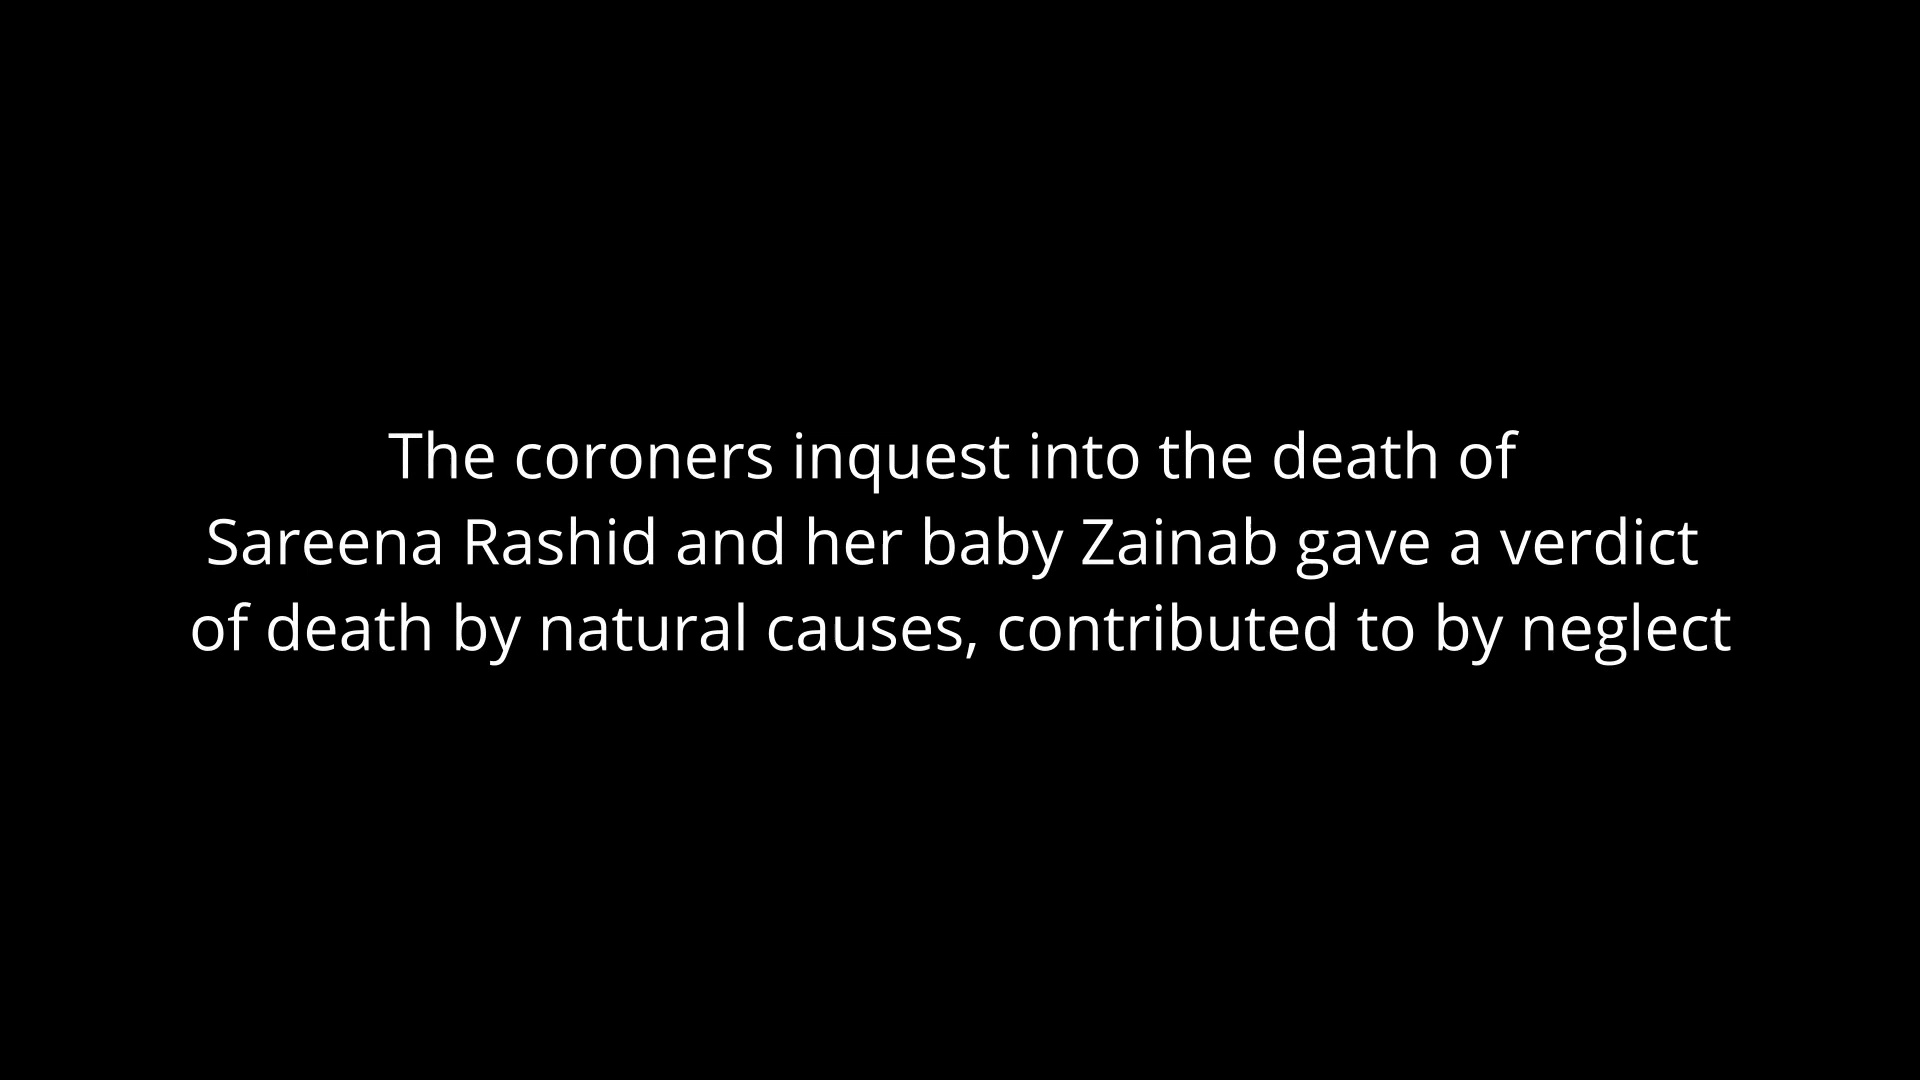 The coroners inquest into the death of
Sareena Rashid and her baby Zainab gave a verdict
of death by natural causes, contributed to by neglect